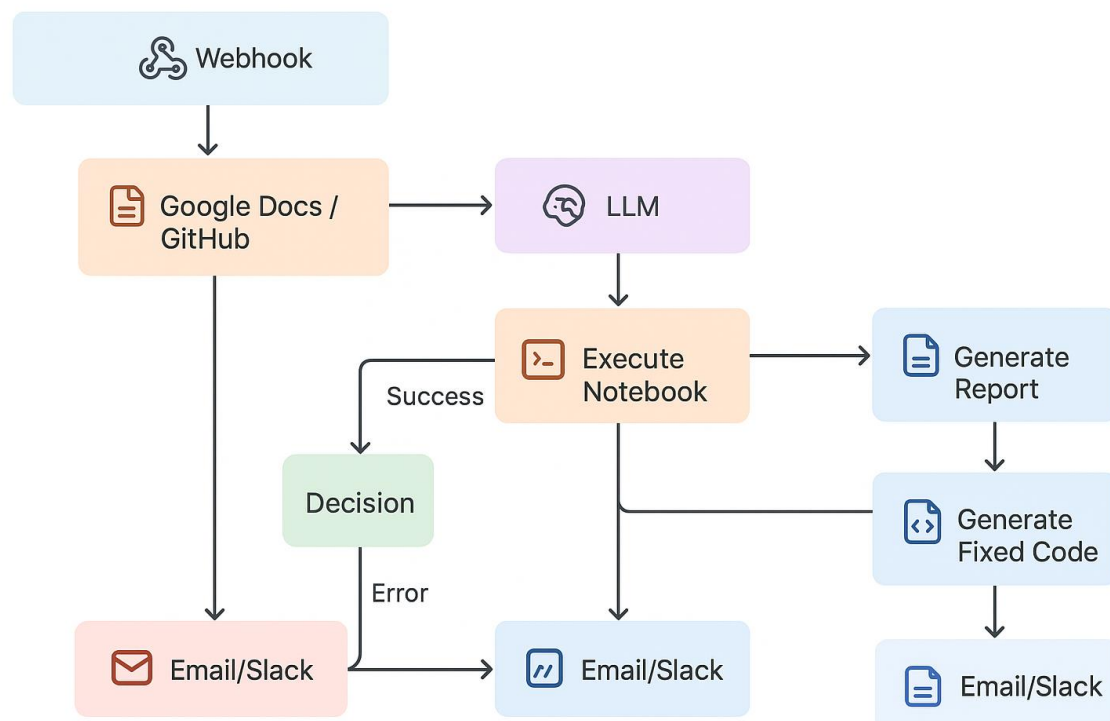 Webhook
Google Docs /
GitHub
LLM
Execute
Notebook
Generate
Report
Success
Decision
Generate
Fixed Code
Error
Email/Slack
Email/Slack
Email/Slack